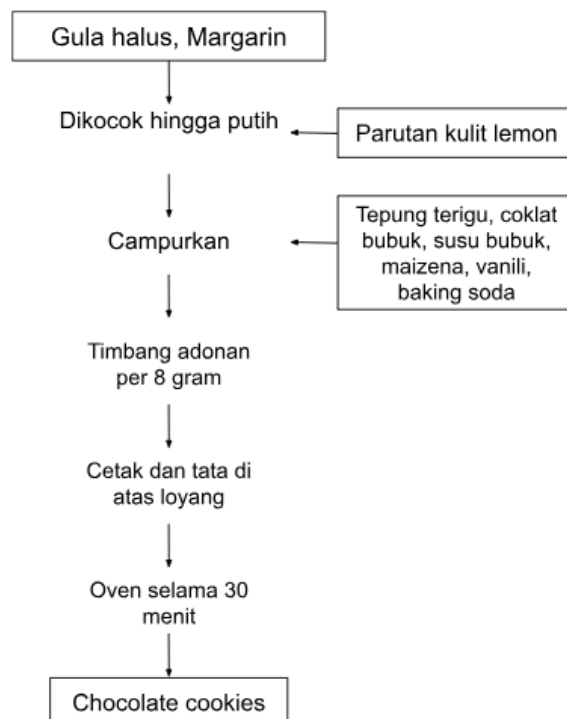 Gula halus, Margarin
Dikocok hingga putih
Parutan kulit lemon
Campurkan
Tepung terigu, coklat
bubuk, susu bubuk,
maizena, vanili,
baking soda
Timbang adonan
per 8 gram
Cetak dan tata di
atas loyang
Oven selama 30
menit
Chocolate cookies